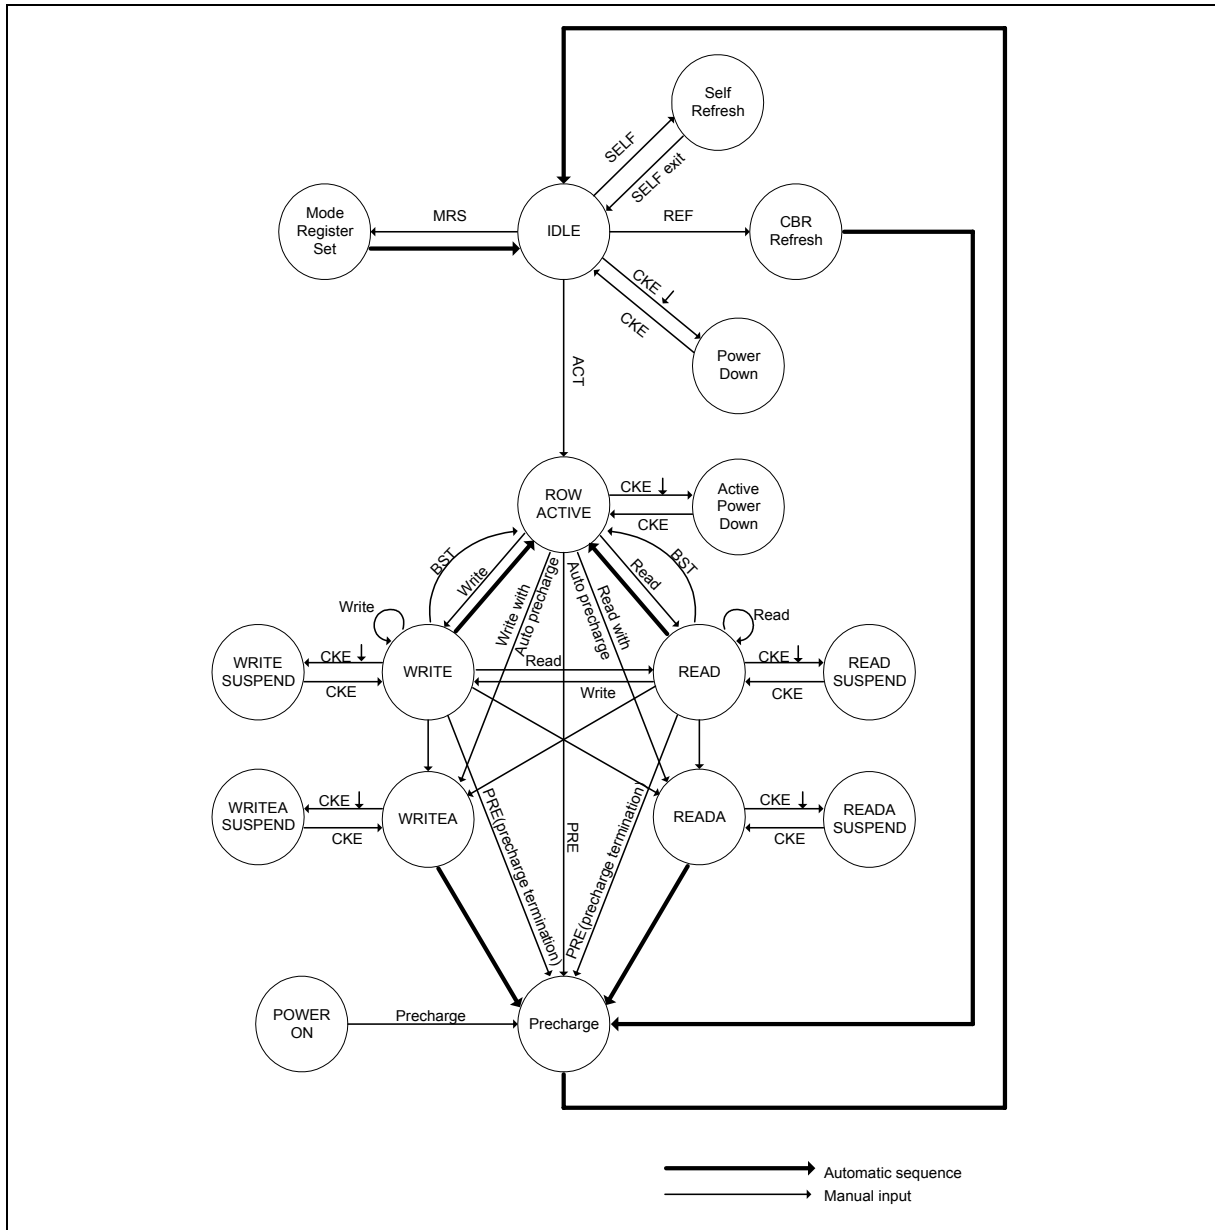 Self
Refresh
SELF
SELF exit
Mode
Register
Set
MRS
IDLE
REF
CBR
Refresh
CKE
CKE
Power
Down
ACT
ROW
ACTIVE
CKE
CKE
Active
Power
Down
BST
Write
Write with
Auto precharge
Auto precharge
Read with
Read
BST
Write
Read
WRITE
SUSPEND
CKE
CKE
WRITE
Read
Write
READ
CKE
CKE
READ
SUSPEND
WRITEA
SUSPEND
CKE
CKE
WRITEA
PRE(precharge termination)
PRE
PRE(precharge termination)
READA
CKE
CKE
READA
SUSPEND
POWER
ON
Precharge
Precharge
Automatic sequence
Manual input